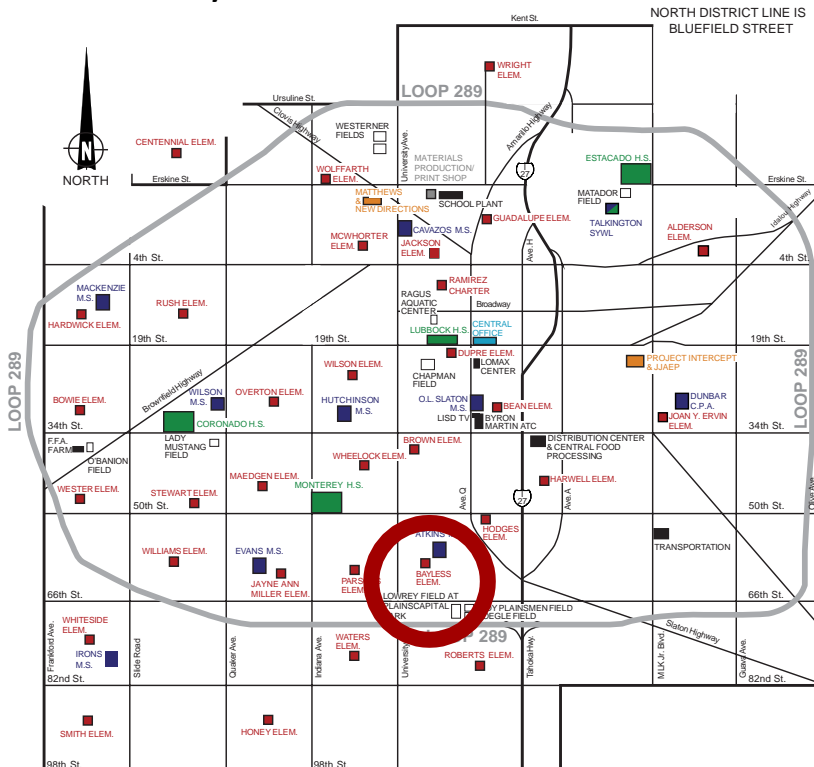 NORTH DISTRICT LINE IS
BLUEFIELD STREET
Kent St.
WRIGHT
ELEM.
LOOP 289
Ursuline St.
Clovis Highway
WESTERNER
FIELDS
University Ave.
Amarillo Highway
CENTENNIAL ELEM.
N
NORTH
Erskine St.
WOLFFARTH
ELEM.
MATERIALS
PRODUCTION/
PRINT SHOP
I
27
ESTACADO H.S.
Erskine St.
MATTHEWS
&
NEW DIRECTIONS
SCHOOL PLANT
MATADOR
FIELD
Idalou Highway
GUADALUPE ELEM.
TALKINGTON
SYWL
ALDERSON
ELEM.
CAVAZOS M.S.
MCWHORTER
ELEM.
JACKSON
ELEM.
Ave. H
4th St.
4th St.
MACKENZIE
M.S.
HARDWICK ELEM.
RUSH ELEM.
RAMIREZ
CHARTER
RAGUS
AQUATIC
CENTER
Broadway
LUBBOCK H.S.
CENTRAL
OFFICE
19th St.
19th St.
19th St.
LOOP 289
DUPRE ELEM.
LOMAX
CENTER
PROJECT INTERCEPT
& JJAEP
LOOP 289
WILSON ELEM.
CHAPMAN
FIELD
Brownfield Highway
BOWIE ELEM.
WILSON
M.S.
OVERTON ELEM.
HUTCHINSON
M.S.
O.L. SLATON
M.S.
BEAN ELEM.
DUNBAR
C.P.A.
JOAN Y. ERVIN
ELEM.
LISD TV
BYRON
MARTIN ATC
34th St.
CORONADO H.S.
34th St.
F.F.A.
FARM
O'BANION
FIELD
LADY
MUSTANG
FIELD
BROWN ELEM.
DISTRIBUTION CENTER
& CENTRAL FOOD
PROCESSING
WHEELOCK ELEM.
MAEDGEN ELEM.
HARWELL ELEM.
WESTER ELEM.
STEWART ELEM.
MONTEREY H.S.
Ave. Q
I
27
Ave. A
Olive Ave.
50th St.
50th St.
HODGES
ELEM.
TRANSPORTATION
WILLIAMS ELEM.
EVANS M.S.
BAYLESS
ELEM.
JAYNE ANN
MILLER ELEM.
66th St.
66th St.
LOWREY FIELD AT
PLAINSCAPITAL
PLAINSMEN FIELD
FIELD
WHITESIDE
ELEM.
Frankford Ave.
Slide Road
Quaker Ave.
Indiana Ave.
LOOP 289
Tahoka Hwy.
MLK Jr. Blvd.
Guava Ave.
Slaton Highway
IRONS
M.S.
WATERS
ELEM.
ROBERTS ELEM.
82nd St.
82nd St.
SMITH ELEM.
HONEY ELEM.
98th St.
98th St.